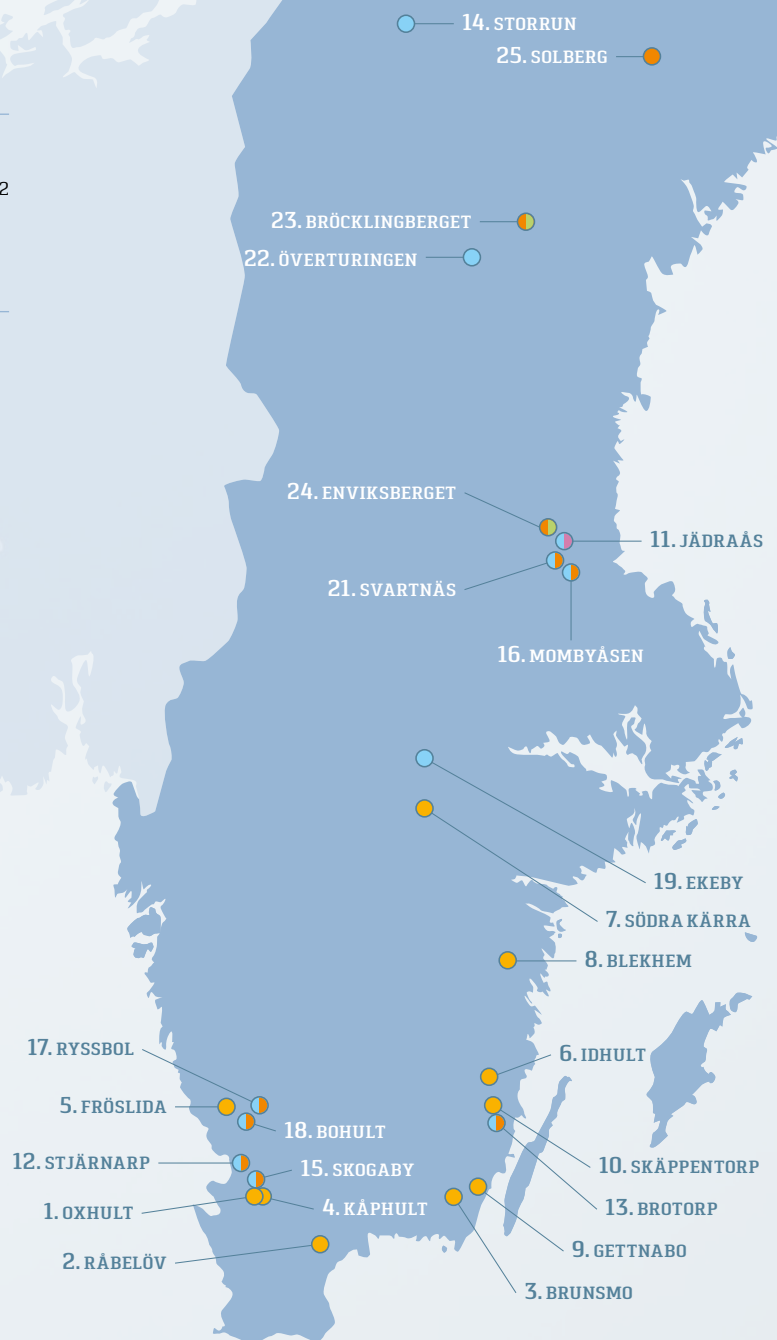 14. STORRUN
25. SOLBERG
2
23. BRÖCKLINGBERGET
22. ÖVERTURINGEN
24. ENVIKSBERGET
11. JÄDRAÅS
21. SVARTNÄS
16. MOMBYÅSEN
19. EKEBY
7. SÖDRA KÄRRA
8. BLEKHEM
17. RYSSBOL
6. IDHULT
5. FRÖSLIDA
18. BOHULT
12. STJÄRNARP
15. SKOGABY
10. SKÄPPENTORP
1. OXHULT
4. KÅPHULT
13. BROTORP
9. GETTNABO
2. RÅBELÖV
3. BRUNSMO